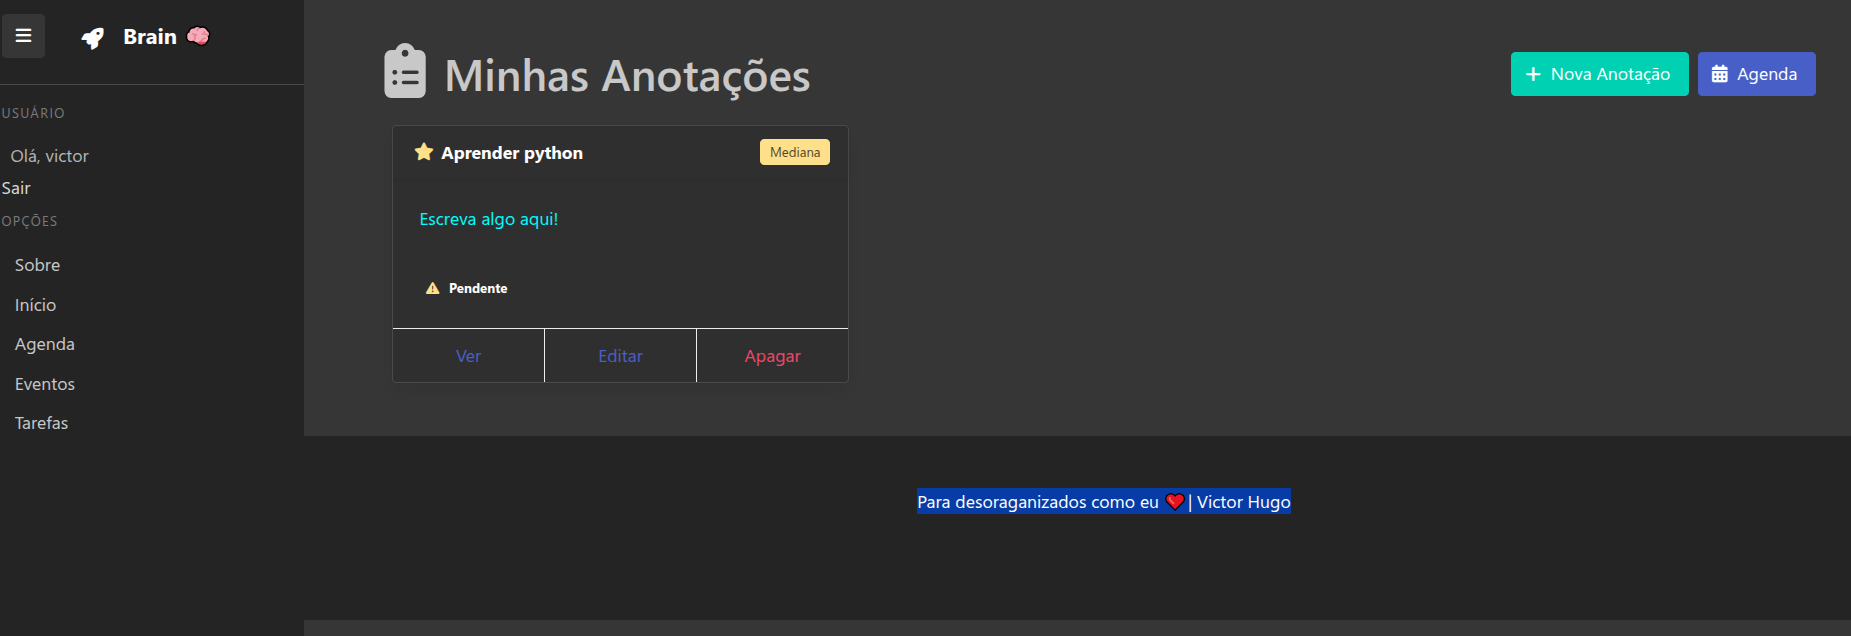 Brain 🧠
USUÁRIO
Olá, victor
Sair
OPÇÕES
Sobre
Início
Agenda
Eventos
Tarefas
Minhas Anotações
Nova Anotação
Agenda
Aprender python
Mediana
Escreva algo aqui!
Pendente
Ver
Editar
Apagar
Para desoraganizados como eu ❤️ | Victor Hugo